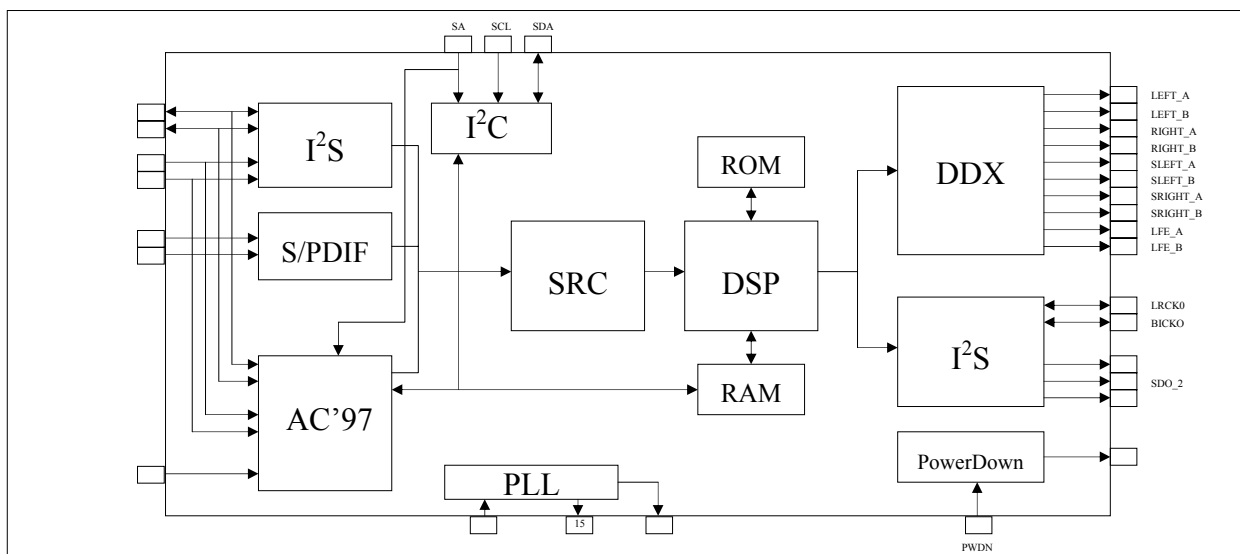 SA SCL SDA
I²S
I²C
S/PDIF
SRC
ROM
DSP
RAM
AC’97
PLL
15
DDX
LEFT_A
LEFT_B
RIGHT_A
RIGHT_B
SLEFT_A
SLEFT_B
SRIGHT_A
SRIGHT_B
LFE_A
LFE_B
I²S
LRCK0
BICKO
SDO_2
PowerDown
PWDN